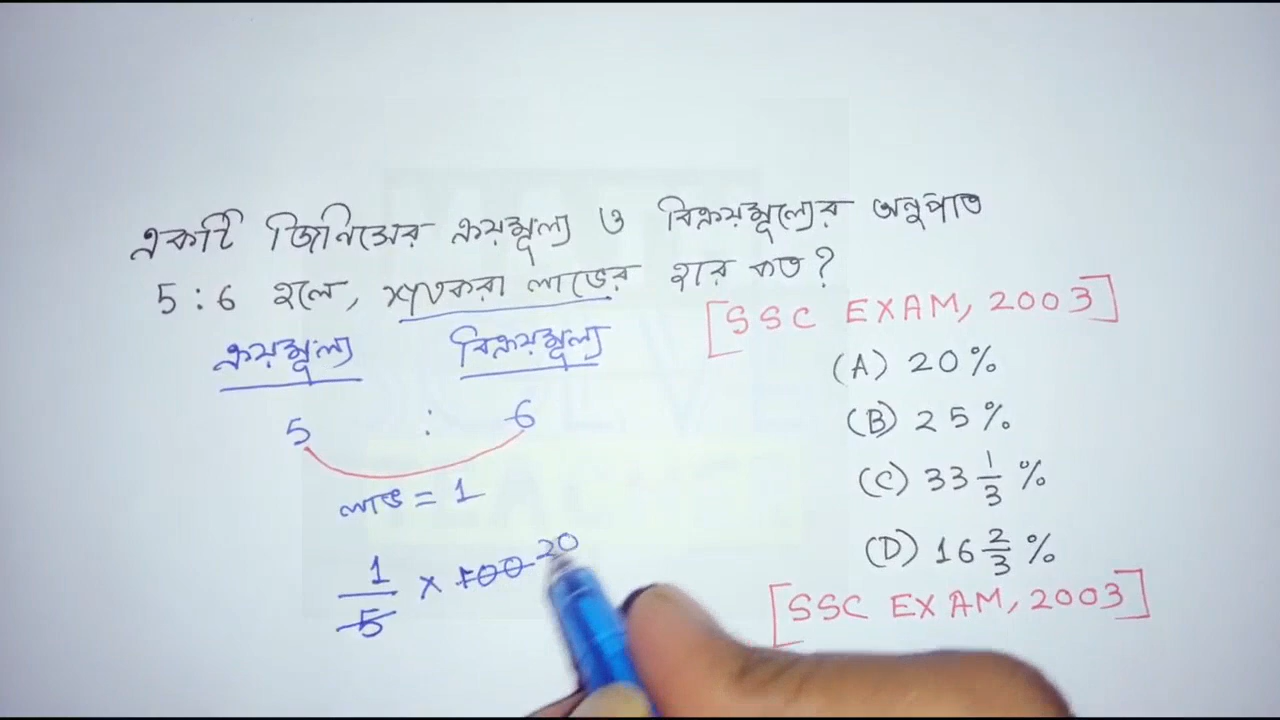 একটি জিনিসের ক্রয়মূল্য ও বিক্রয়মূল্যের অনুপাত
5 : 6 হলে, শতকরা লাভের হার কত ?
[SSC EXAM, 2003]
ক্রয়মূল্য বিক্রয়মূল্য
5 : 6
লাভ = 1
1/5 × 100 20
(A) 20%
(B) 25%
(C) 33 1/3 %
(D) 16 2/3 %
[SSC EXAM, 2003]